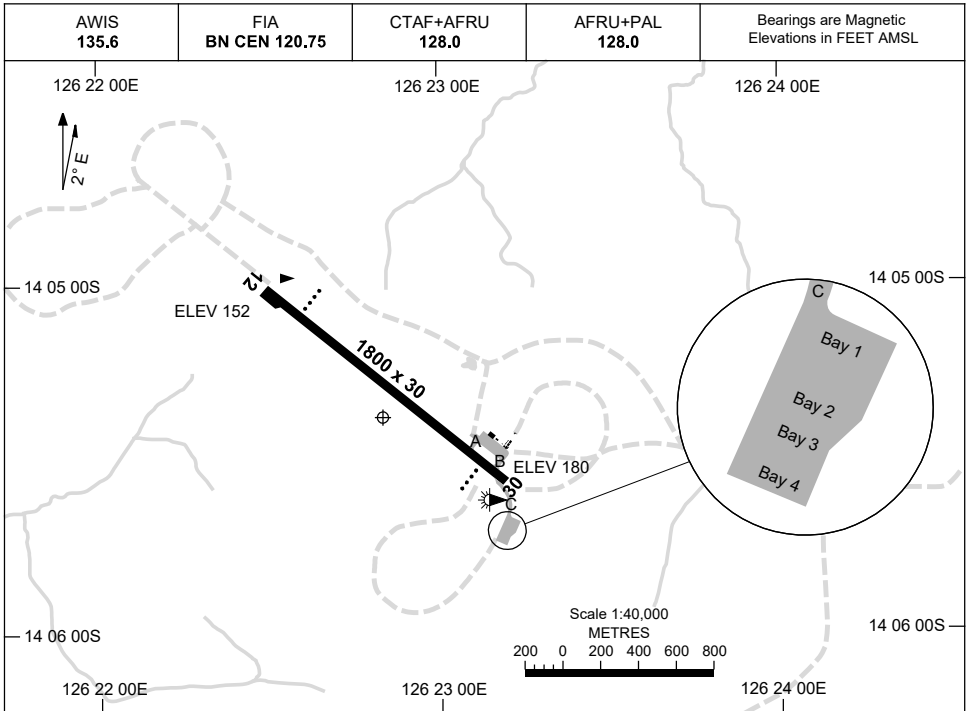 AWIS
135.6
FIA
BN CEN 120.75
CTAF+AFRU
128.0
AFRU+PAL
128.0
Bearings are Magnetic
Elevations in FEET AMSL
126 22 00E
126 23 00E
126 24 00E
2° E
14 05 00S
14 05 00S
12
ELEV 152
1800 x 30
A
B
ELEV 180
30
C
C
Bay 1
Bay 2
Bay 3
Bay 4
14 06 00S
14 06 00S
Scale 1:40,000
METRES
200 0 200 400 600 800
126 22 00E
126 23 00E
126 24 00E